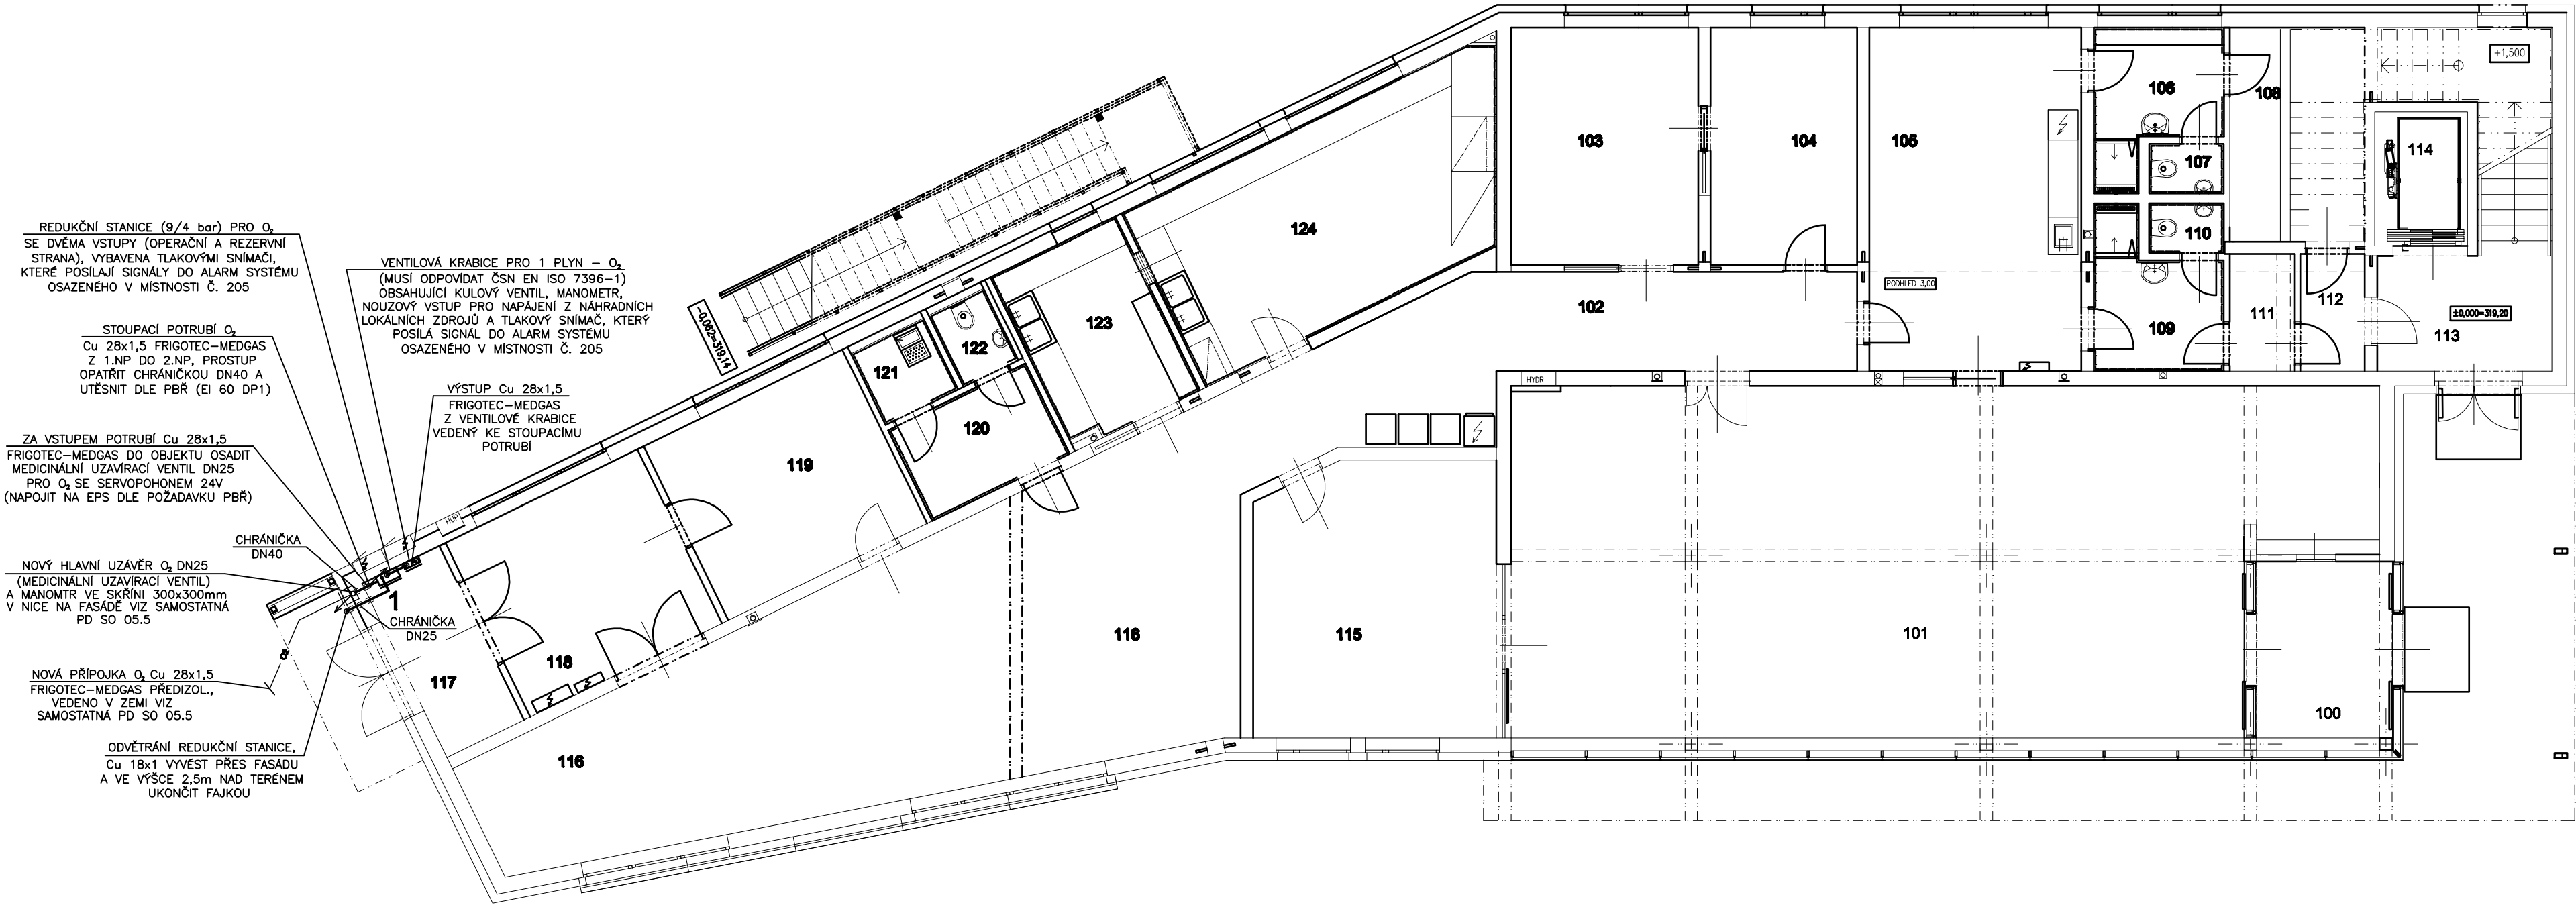 REDUKČNÍ STANICE (9/4 bar) PRO O₂
SE DVĚMA VSTUPY (OPERAČNÍ A REZERVNÍ
STRANA), VYBAVENA TLAKOVÝMI SNÍMAČI,
KTERÉ POSÍLAJÍ SIGNÁLY DO ALARM SYSTÉMU
OSAZENÉHO V MÍSTNOSTI Č. 205
STOUPACÍ POTRUBÍ O₂
Cu 28x1,5 FRIGOTEC-MEDGAS
Z 1.NP DO 2.NP, PROSTUP
OPATŘIT CHRÁNIČKOU DN40 A
UTĚSNIT DLE PBŘ (EI 60 DP1)
ZA VSTUPEM POTRUBÍ Cu 28x1,5
FRIGOTEC-MEDGAS DO OBJEKTU OSADIT
MEDICINÁLNÍ UZAVÍRACÍ VENTIL DN25
PRO O₂ SE SERVOPOHONEM 24V
(NAPOJIT NA EPS DLE POŽADAVKU PBŘ)
CHRÁNIČKA
DN40
NOVÝ HLAVNÍ UZÁVĚR O₂ DN25
(MEDICINÁLNÍ UZAVÍRACÍ VENTIL)
A MANOMTR VE SKŘÍNI 300x300mm
V NICE NA FASÁDĚ VIZ SAMOSTATNÁ
PD SO 05.5
CHRÁNIČKA
DN25
NOVÁ PŘÍPOJKA O₂ Cu 28x1,5
FRIGOTEC-MEDGAS PŘEDIZOL.,
VEDENO V ZEMI VIZ
SAMOSTATNÁ PD SO 05.5
ODVĚTRÁNÍ REDUKČNÍ STANICE,
Cu 18x1 VYVÉST PŘES FASÁDU
A VE VÝŠCE 2,5m NAD TERÉNEM
UKONČIT FAJKOU
VENTILOVÁ KRABICE PRO 1 PLYN - O₂
(MUSÍ ODPOVÍDAT ČSN EN ISO 7396-1)
OBSAHUJÍCÍ KULOVÝ VENTIL, MANOMETR,
NOUZOVÝ VSTUP PRO NAPÁJENÍ Z NÁHRADNÍCH
LOKÁLNÍCH ZDROJŮ A TLAKOVÝ SNÍMAČ, KTERÝ
POSÍLÁ SIGNÁL DO ALARM SYSTÉMU
OSAZENÉHO V MÍSTNOSTI Č. 205
VÝSTUP Cu 28x1,5
FRIGOTEC-MEDGAS
Z VENTILOVÉ KRABICE
VEDENÝ KE STOUPACÍMU
POTRUBÍ
-0,062=319,14
HUP
1
O₂
117
118
116
119
120
121
122
123
124
116
115
103
104
105
102
HYDR
PODHLED 3,00
106
107
108
109
110
111
112
113
114
+1,500
±0,000=319,20
101
100